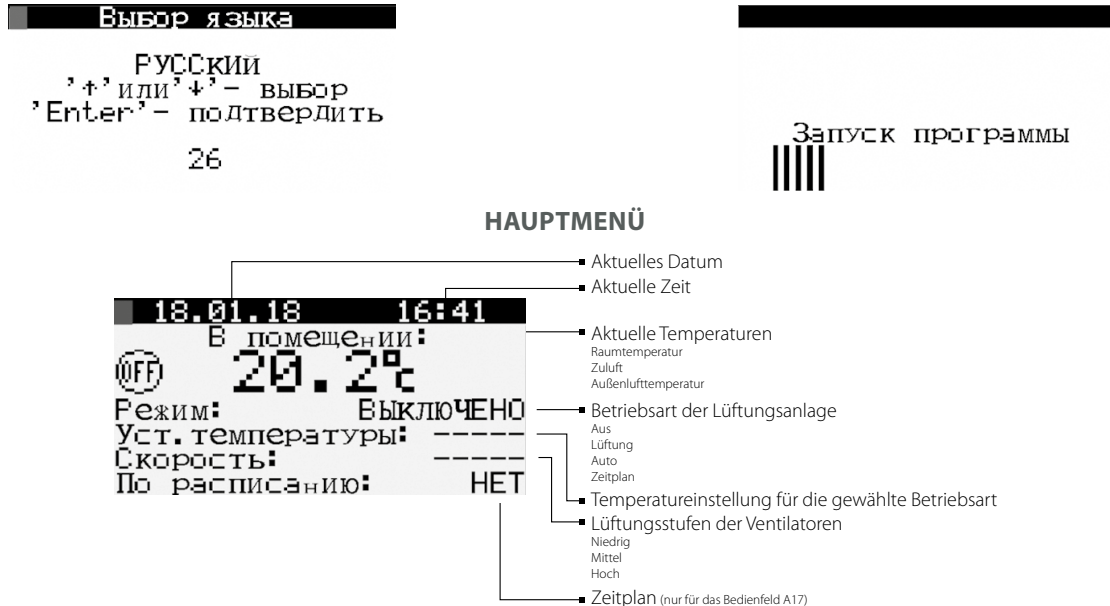 Выбор языка
РУССКИЙ
'↑'или'↓'- выбор
'Enter'- подтвердить
26
Запуск программы
HAUPTMENÜ
Aktuelles Datum
Aktuelle Zeit
18.01.18 16:41
В помещении:
OFF 20.2°c
Режим: ВЫКЛЮЧЕНО
Уст.температуры: -----
Скорость: -----
По расписанию: НЕТ
Aktuelle Temperaturen
Raumtemperatur
Zuluft
Außenlufttemperatur
Betriebsart der Lüftungsanlage
Aus
Lüftung
Auto
Zeitplan
Temperatureinstellung für die gewählte Betriebsart
Lüftungsstufen der Ventilatoren
Niedrig
Mittel
Hoch
Zeitplan (nur für das Bedienfeld A17)